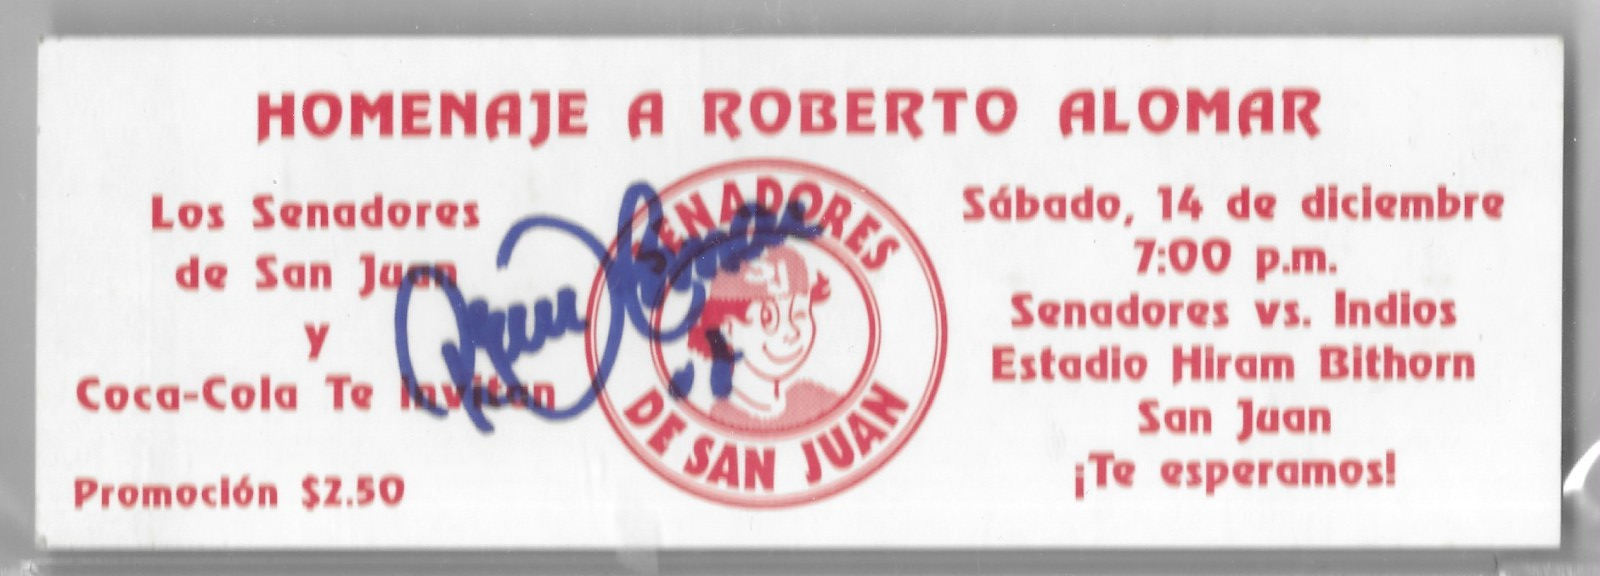 HOMENAJE A ROBERTO ALOMAR
Los Senadores
de San Juan
y
Coca-Cola Te Invitan
Promoción $2.50
SENADORES
DE SAN JUAN
Sábado, 14 de diciembre
7:00 p.m.
Senadores vs. Indios
Estadio Hiram Bithorn
San Juan
¡Te esperamos!